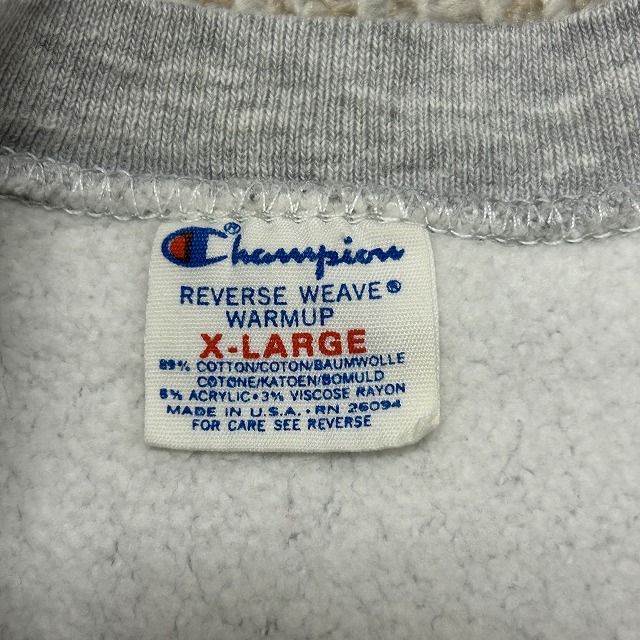 Champion®
REVERSE WEAVE®
WARMUP
X-LARGE
89% COTTON/COTON/BAUMWOLLE
COTONE/KATOEN/BOMULD
8% ACRYLIC • 3% VISCOSE RAYON
MADE IN U.S.A. • RN 26094
FOR CARE SEE REVERSE